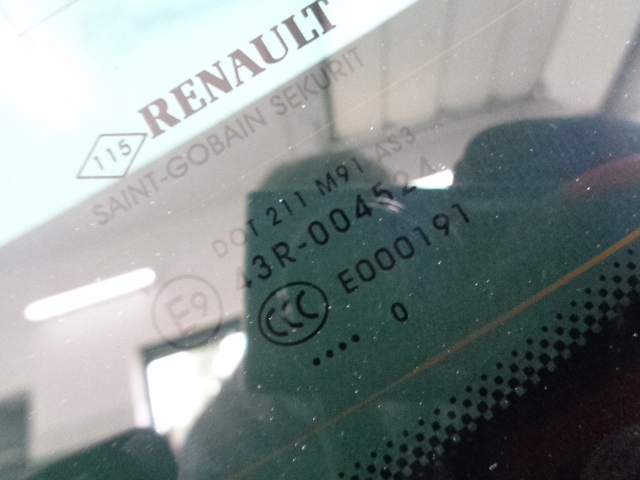 RENAULT
115
SAINT-GOBAIN SEKURIT
DOT 211 M91 AS3
E9 43R-004524
CCC E000191
.... 0